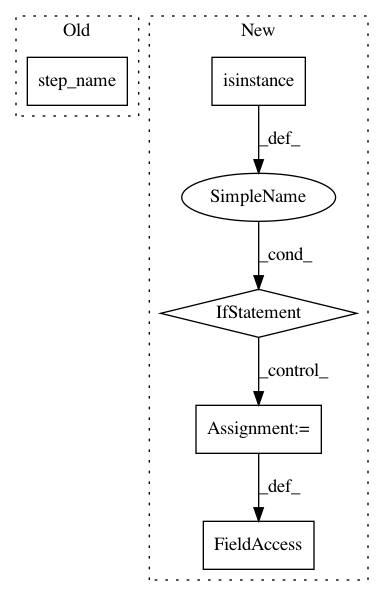 Old
New
step_name
isinstance
_def_
SimpleName
_cond_
IfStatement
_control_
Assignment:=
_def_
FieldAccess